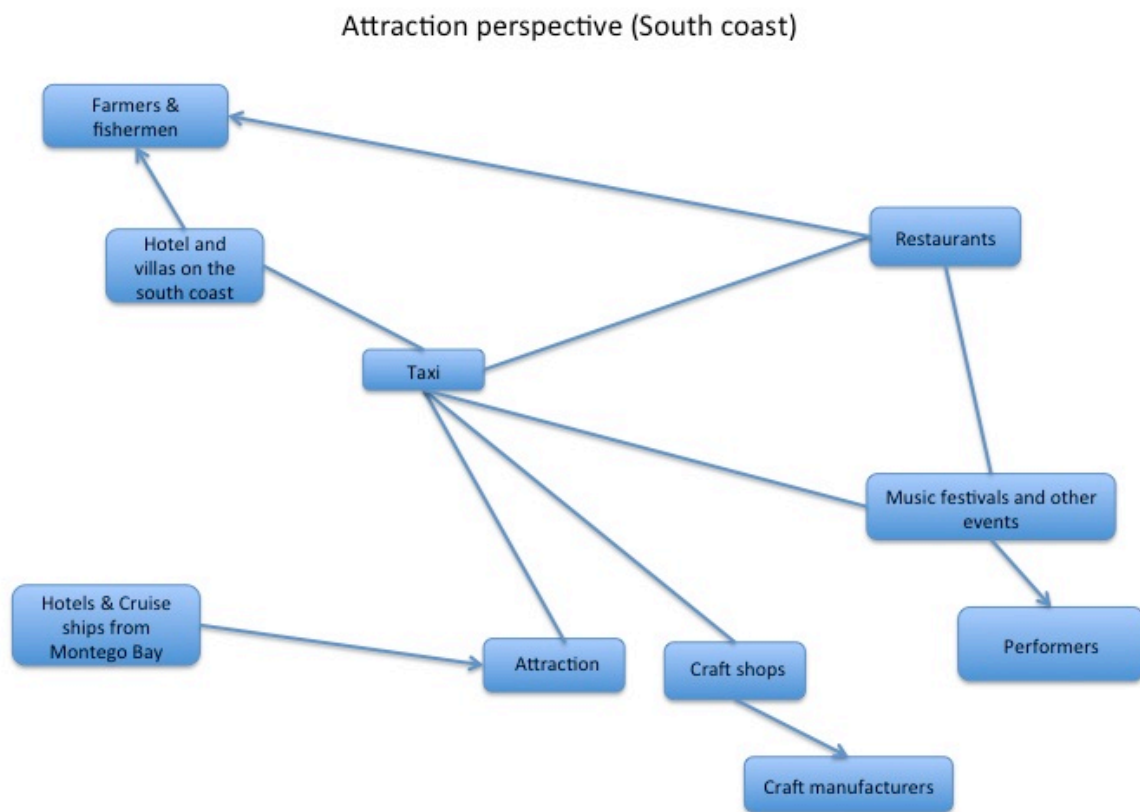 Attraction perspective (South coast)
Farmers &
fishermen
Hotel and
villas on the
south coast
Restaurants
Taxi
Music festivals and other
events
Hotels & Cruise
ships from
Montego Bay
Attraction
Craft shops
Performers
Craft manufacturers